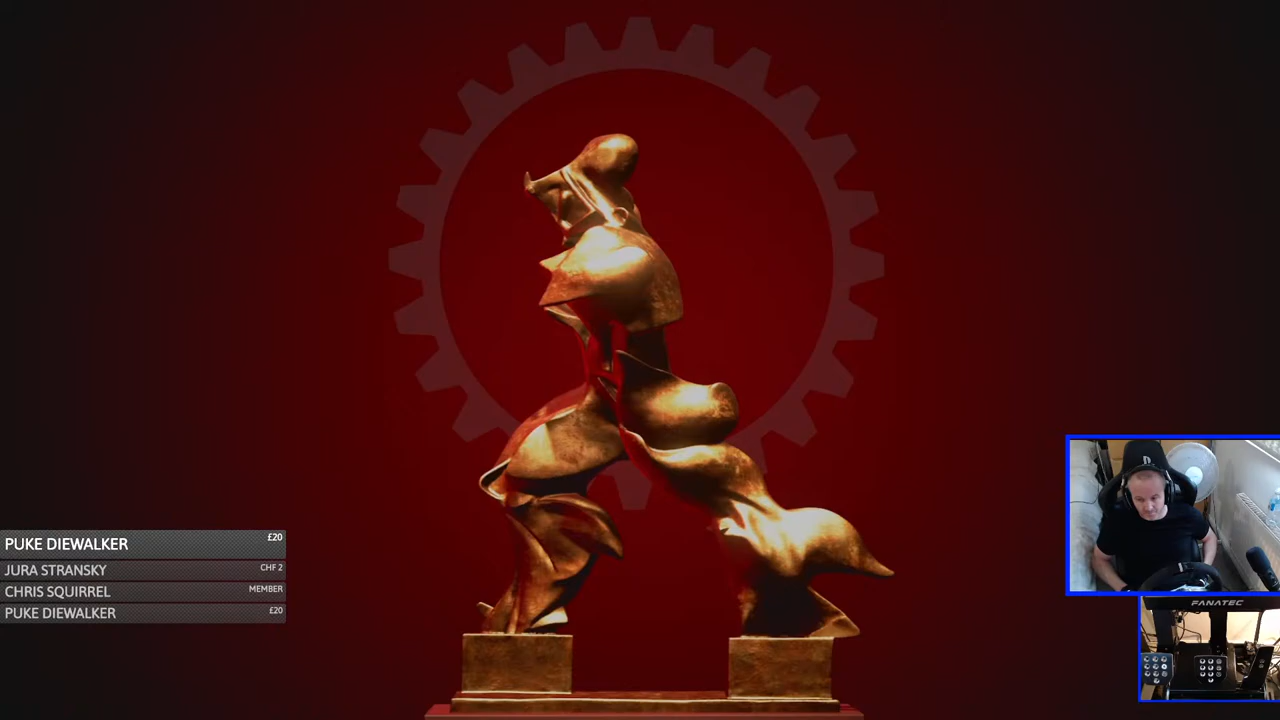 PUKE DIEWALKER £20
JURA STRANSKY CHF 2
CHRIS SQUIRREL MEMBER
PUKE DIEWALKER £20
FANATEC